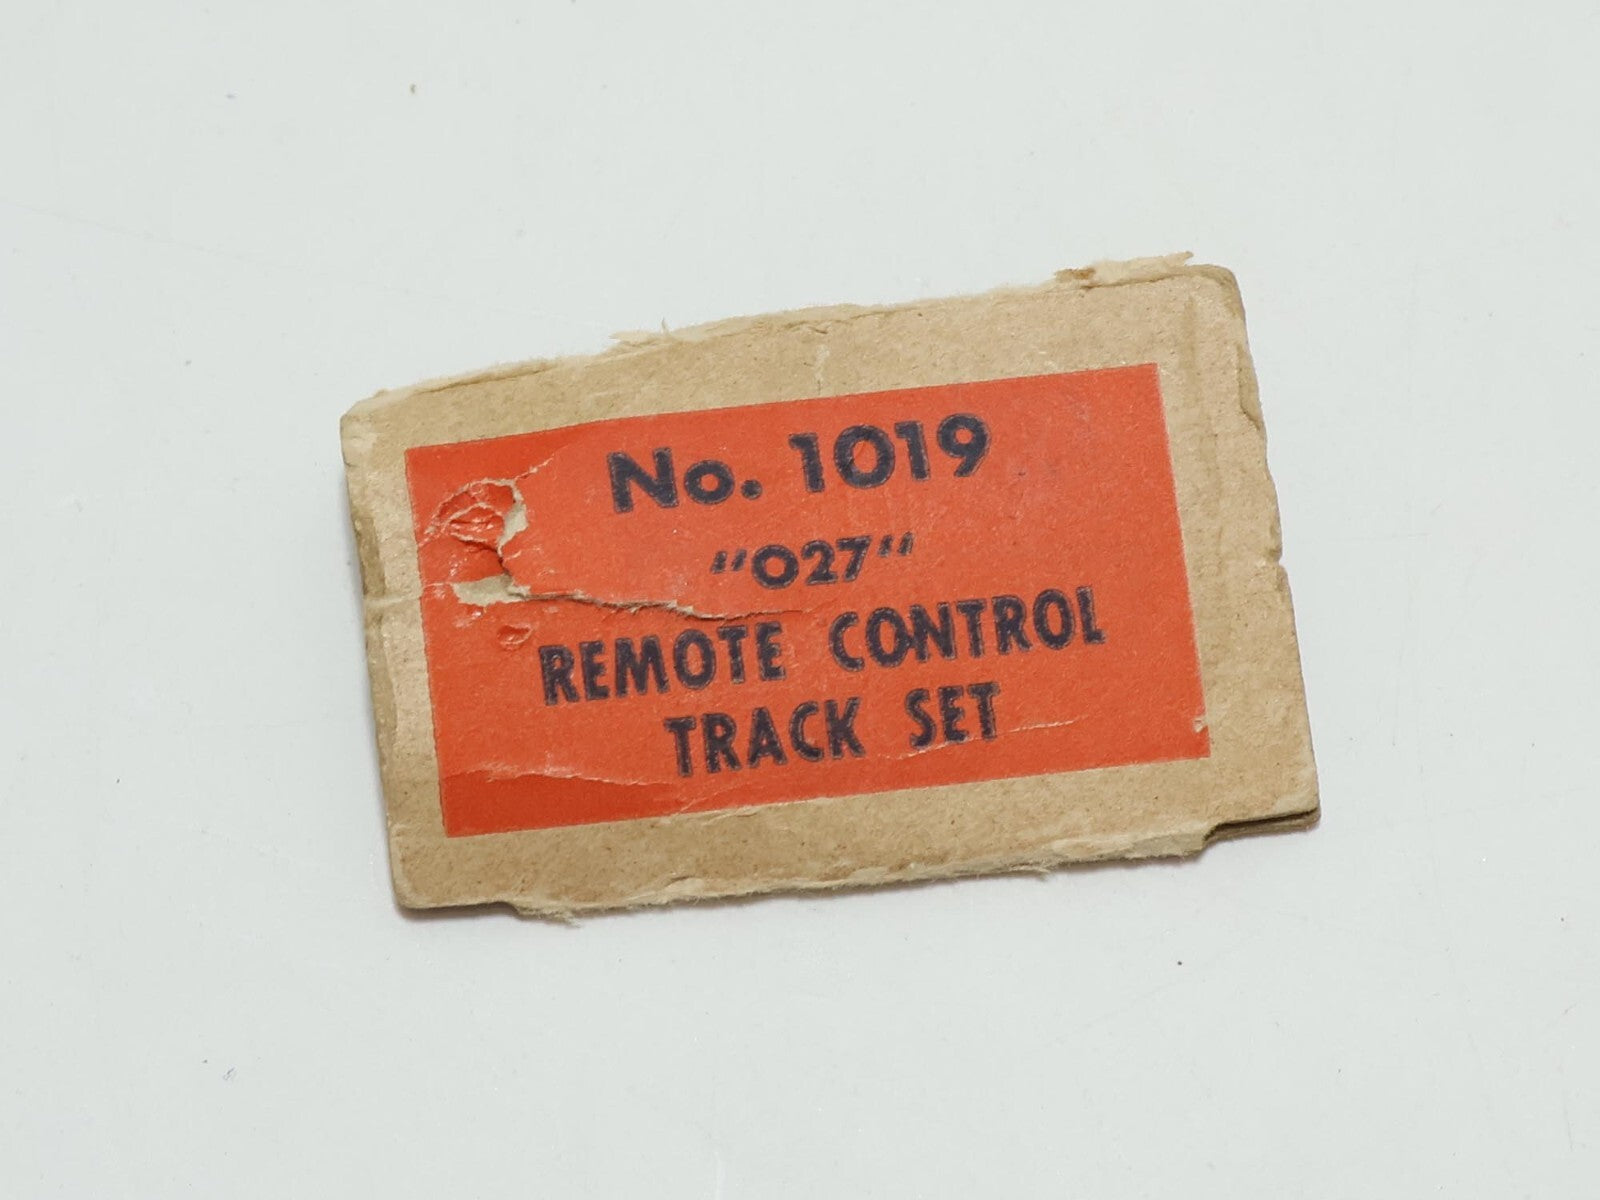 No. 1019
"027"
REMOTE CONTROL
TRACK SET